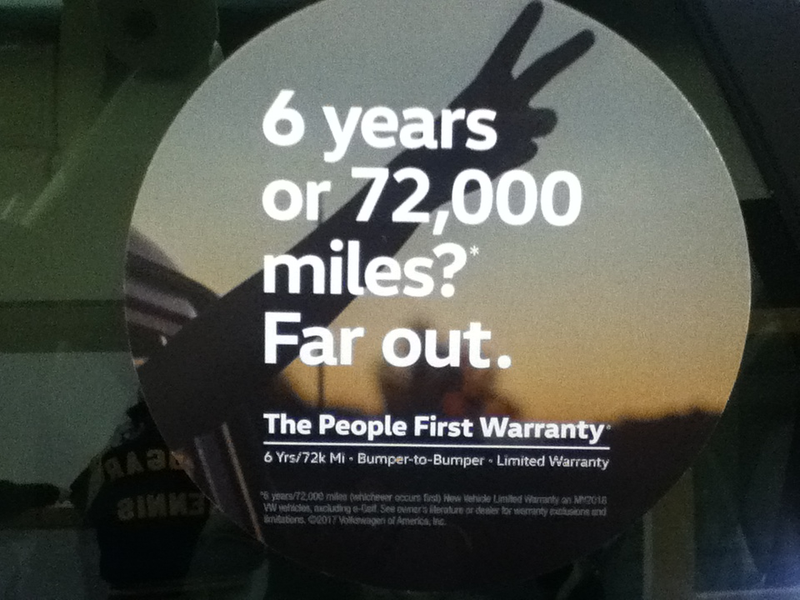 6 years
or 72,000
miles?*
Far out.
The People First Warranty®
6 Yrs/72k Mi • Bumper-to-Bumper • Limited Warranty
*6 years/72,000 miles (whichever occurs first) New Vehicle Limited Warranty on MY2018
VW vehicles, excluding e-Golf. See owner's literature or dealer for warranty exclusions and
limitations. ©2017 Volkswagen of America, Inc.